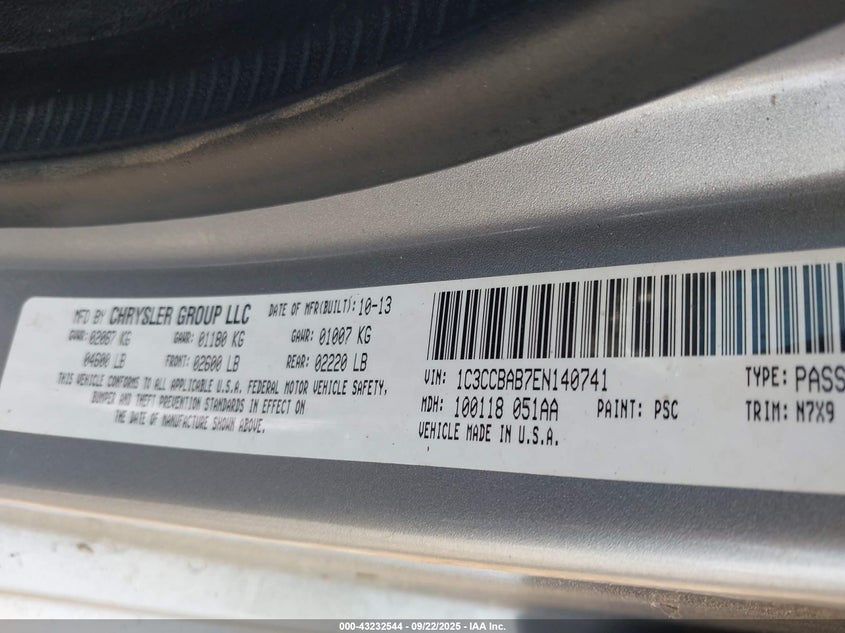 MFD BY CHRYSLER GROUP LLC DATE OF MFR(BUILT): 10-13
GVWR: 02087 KG GAWR: 01180 KG GAWR: 01007 KG
04600 LB FRONT: 02600 LB REAR: 02220 LB
THIS VEHICLE CONFORMS TO ALL APPLICABLE U.S.A. FEDERAL MOTOR VEHICLE SAFETY,
BUMPER AND THEFT PREVENTION STANDARDS IN EFFECT ON
THE DATE OF MANUFACTURE SHOWN ABOVE.
VIN: 1C3CCBAB7EN140741 TYPE: PASS
MDH: 100118 051AA PAINT: PSC TRIM: N7X9
VEHICLE MADE IN U.S.A.
000-43232544 | 09/22/2025 | IAA Inc.